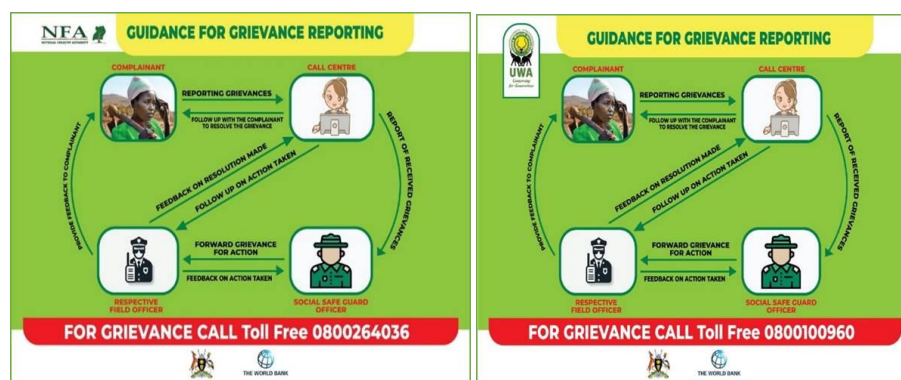 NFA
NATIONAL FORESTRY AUTHORITY
GUIDANCE FOR GRIEVANCE REPORTING
COMPLAINANT
CALL CENTRE
REPORTING GRIEVANCES
FOLLOW UP WITH THE COMPLAINANT
TO RESOLVE THE GRIEVANCE
PROVIDE FEEDBACK TO COMPLAINANT
FEEDBACK ON RESOLUTION MADE
FOLLOW UP ON ACTION TAKEN
REPORT OF RECEIVED GRIEVANCES
FORWARD GRIEVANCE
FOR ACTION
FEEDBACK ON ACTION TAKEN
RESPECTIVE
FIELD OFFICER
SOCIAL SAFE GUARD
OFFICER
FOR GRIEVANCE CALL Toll Free 0800264036
THE WORLD BANK
UWA
Conserving
for Generations
GUIDANCE FOR GRIEVANCE REPORTING
COMPLAINANT
CALL CENTRE
REPORTING GRIEVANCES
FOLLOW UP WITH THE COMPLAINANT
TO RESOLVE THE GRIEVANCE
PROVIDE FEEDBACK TO COMPLAINANT
FEEDBACK ON RESOLUTION MADE
FOLLOW UP ON ACTION TAKEN
REPORT OF RECEIVED GRIEVANCES
FORWARD GRIEVANCE
FOR ACTION
FEEDBACK ON ACTION TAKEN
RESPECTIVE
FIELD OFFICER
SOCIAL SAFE GUARD
OFFICER
FOR GRIEVANCE CALL Toll Free 0800100960
THE WORLD BANK